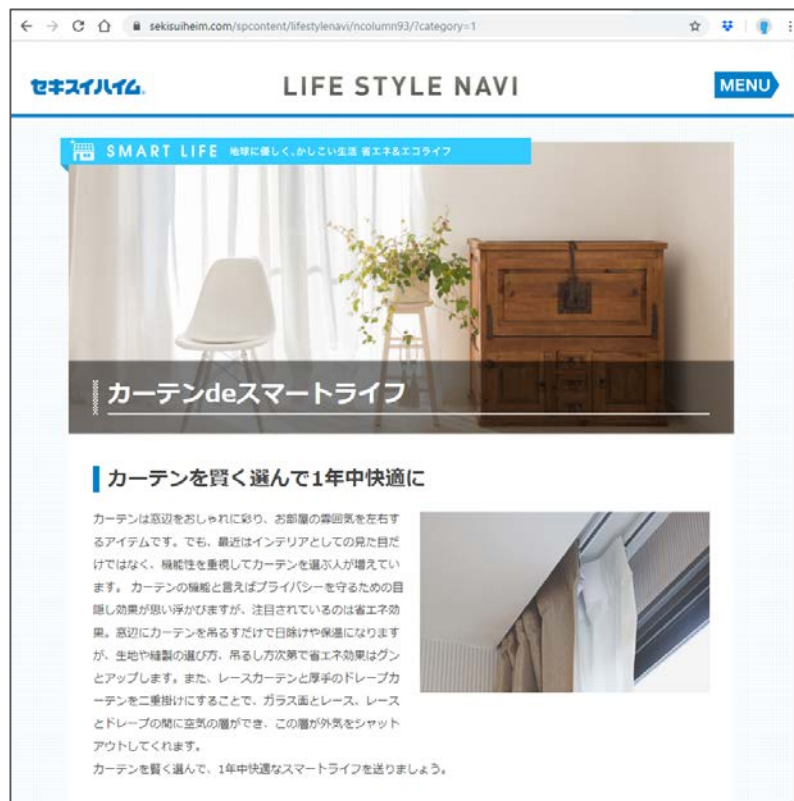 sekisuiheim.com/spcontent/lifestylenavi/ncolumn93/?category=1
セキスイハイム
LIFE STYLE NAVI
MENU
SMART LIFE 地球に優しく、かしこい生活 省エネ&エコライフ
カーテンdeスマートライフ
カーテンを賢く選んで1年中快適に
カーテンは窓辺をおしゃれに彩り、お部屋の雰囲気を左右す
るアイテムです。でも、最近はインテリアとしての見た目だ
けではなく、機能性を重視してカーテンを選ぶ人が増えてい
ます。 カーテンの機能と言えばプライバシーを守るための目
隠し効果が思い浮かびますが、注目されているのは省エネ効
果。窓辺にカーテンを吊るすだけで日除けや保温になります
が、生地や縫製の選び方、吊るし方次第で省エネ効果はグン
とアップします。また、レースカーテンと厚手のドレープカ
ーテンを二重掛けにすることで、ガラス面とレース、レース
とドレープの間に空気の層ができ、この層が外気をシャット
アウトしてくれます。
カーテンを賢く選んで、1年中快適なスマートライフを送りましょう。